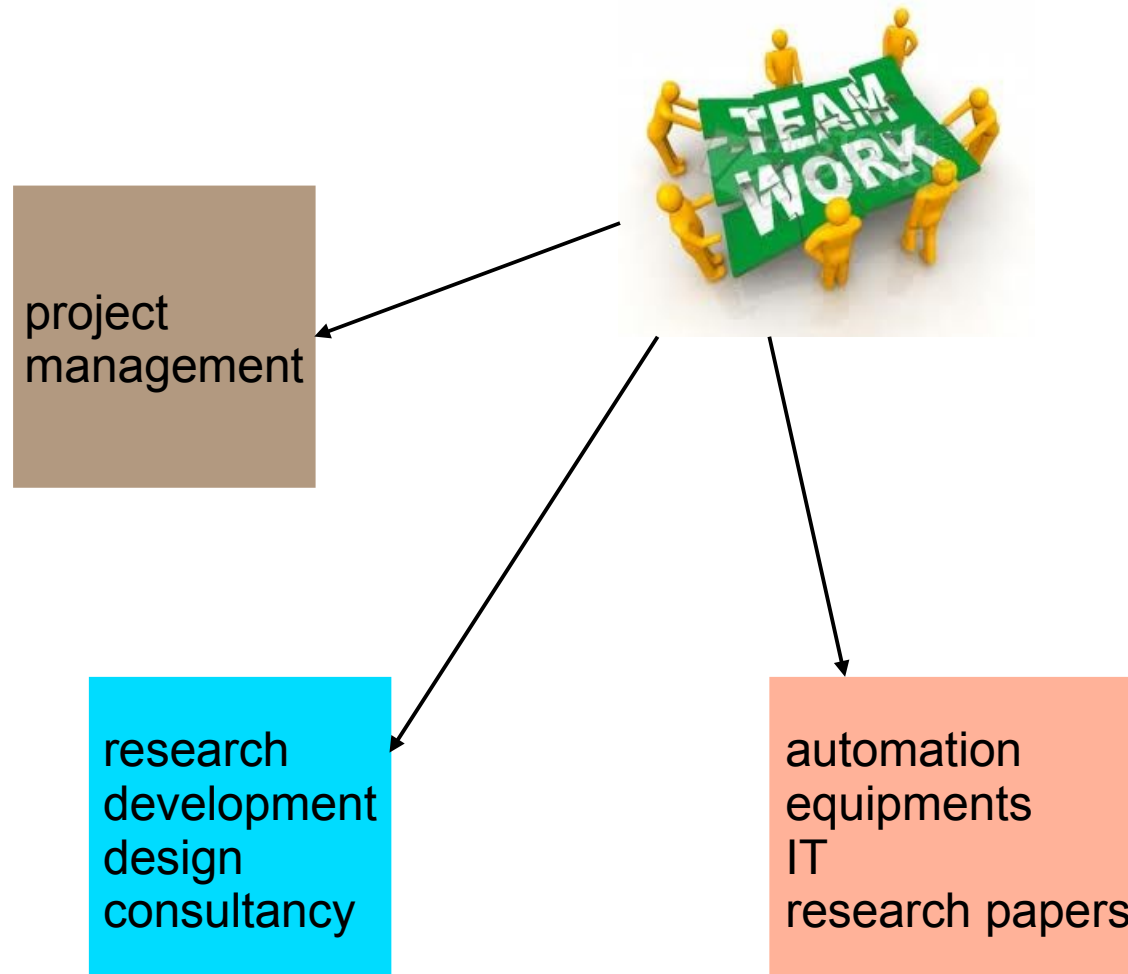 TEAM
WORK
project
management
research
development
design
consultancy
automation
equipments
IT
research papers